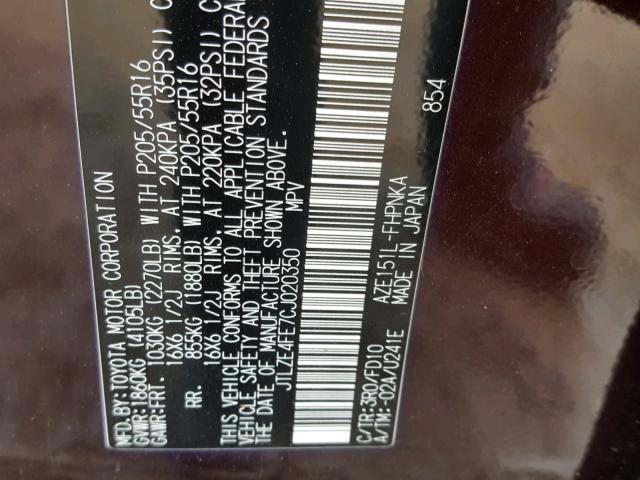 MFD.BY:TOYOTA MOTOR CORPORATION
GVWR:1860KG (4105LB)
GAWR:FRT. 1030KG (2270LB) WITH P205/55R16
16X6 1/2J RIMS. AT 240KPA (35PSI) C
RR. 855KG (1880LB) WITH P205/55R16
16X6 1/2J RIMS. AT 220KPA (32PSI) C
THIS VEHICLE CONFORMS TO ALL APPLICABLE FEDERA
VEHICLE SAFETY AND THEFT PREVENTION STANDARDS
THE DATE OF MANUFACTURE SHOWN ABOVE.
JTLZE4FE7CJ020350 MPV
854
C/TR:3R0/FD10 AZE151L-FHPNKA
A/TM:-02A/U241E MADE IN JAPAN